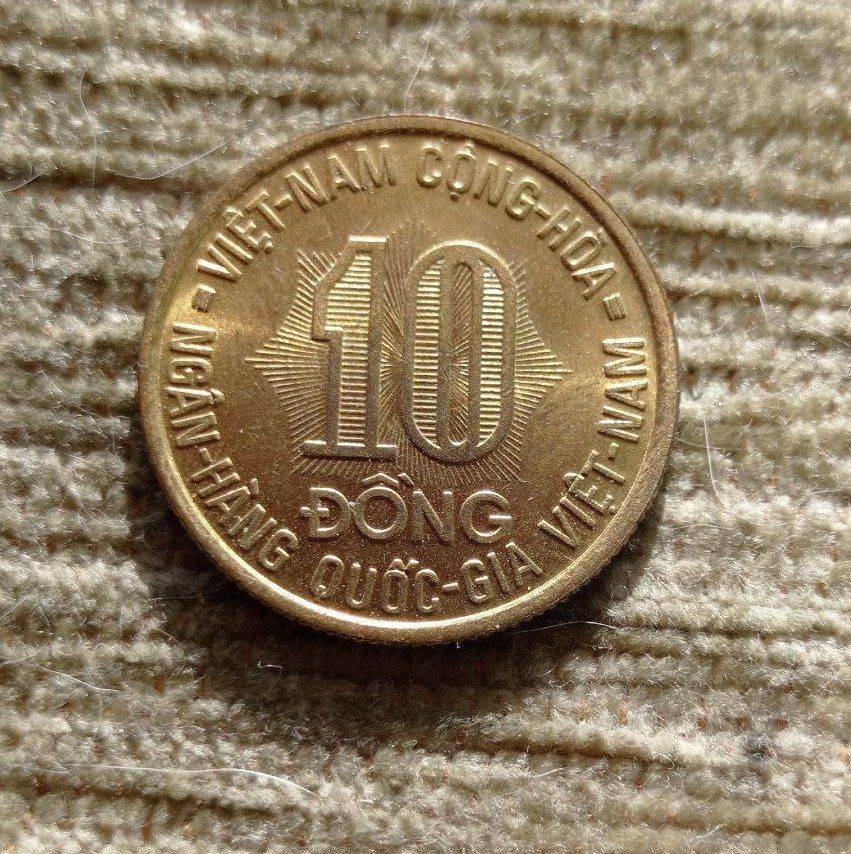 VIỆT-NAM CỘNG-HÒA
10
ĐỒNG
NGÂN-HÀNG QUỐC-GIA VIỆT-NAM